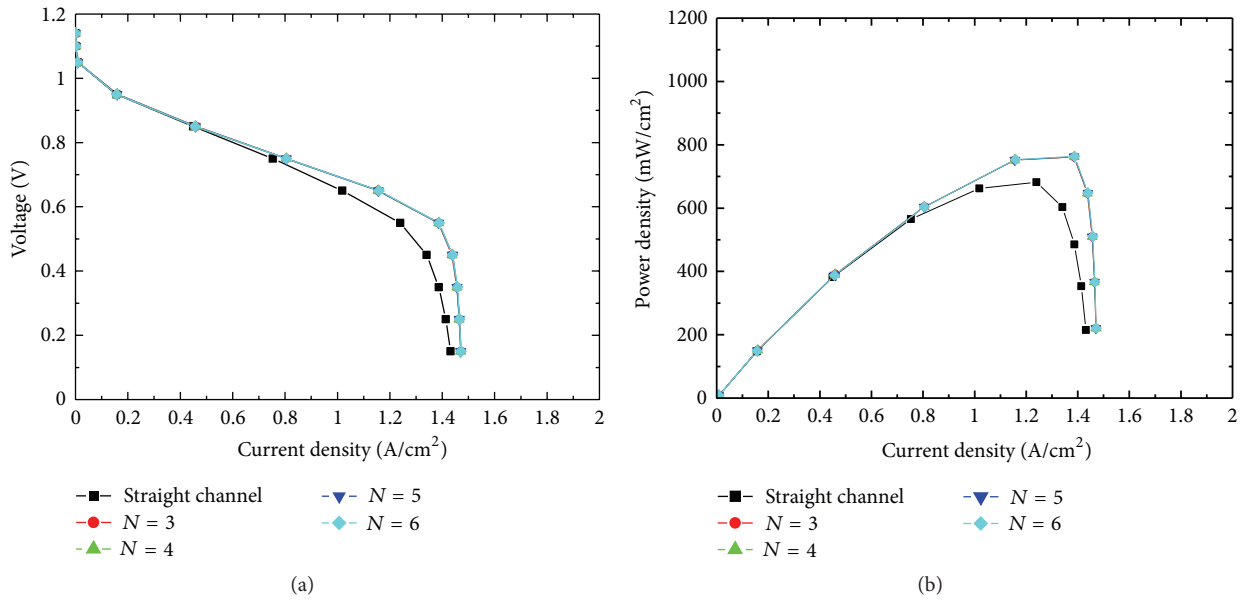 1.2
1
0.8
0.6
0.4
0.2
0
Voltage (V)
0 0.2 0.4 0.6 0.8 1 1.2 1.4 1.6 1.8 2
Current density (A/cm²)
Straight channel
N = 3
N = 4
N = 5
N = 6
(a)
1200
1000
800
600
400
200
0
Power density (mW/cm²)
0 0.2 0.4 0.6 0.8 1 1.2 1.4 1.6 1.8 2
Current density (A/cm²)
Straight channel
N = 3
N = 4
N = 5
N = 6
(b)